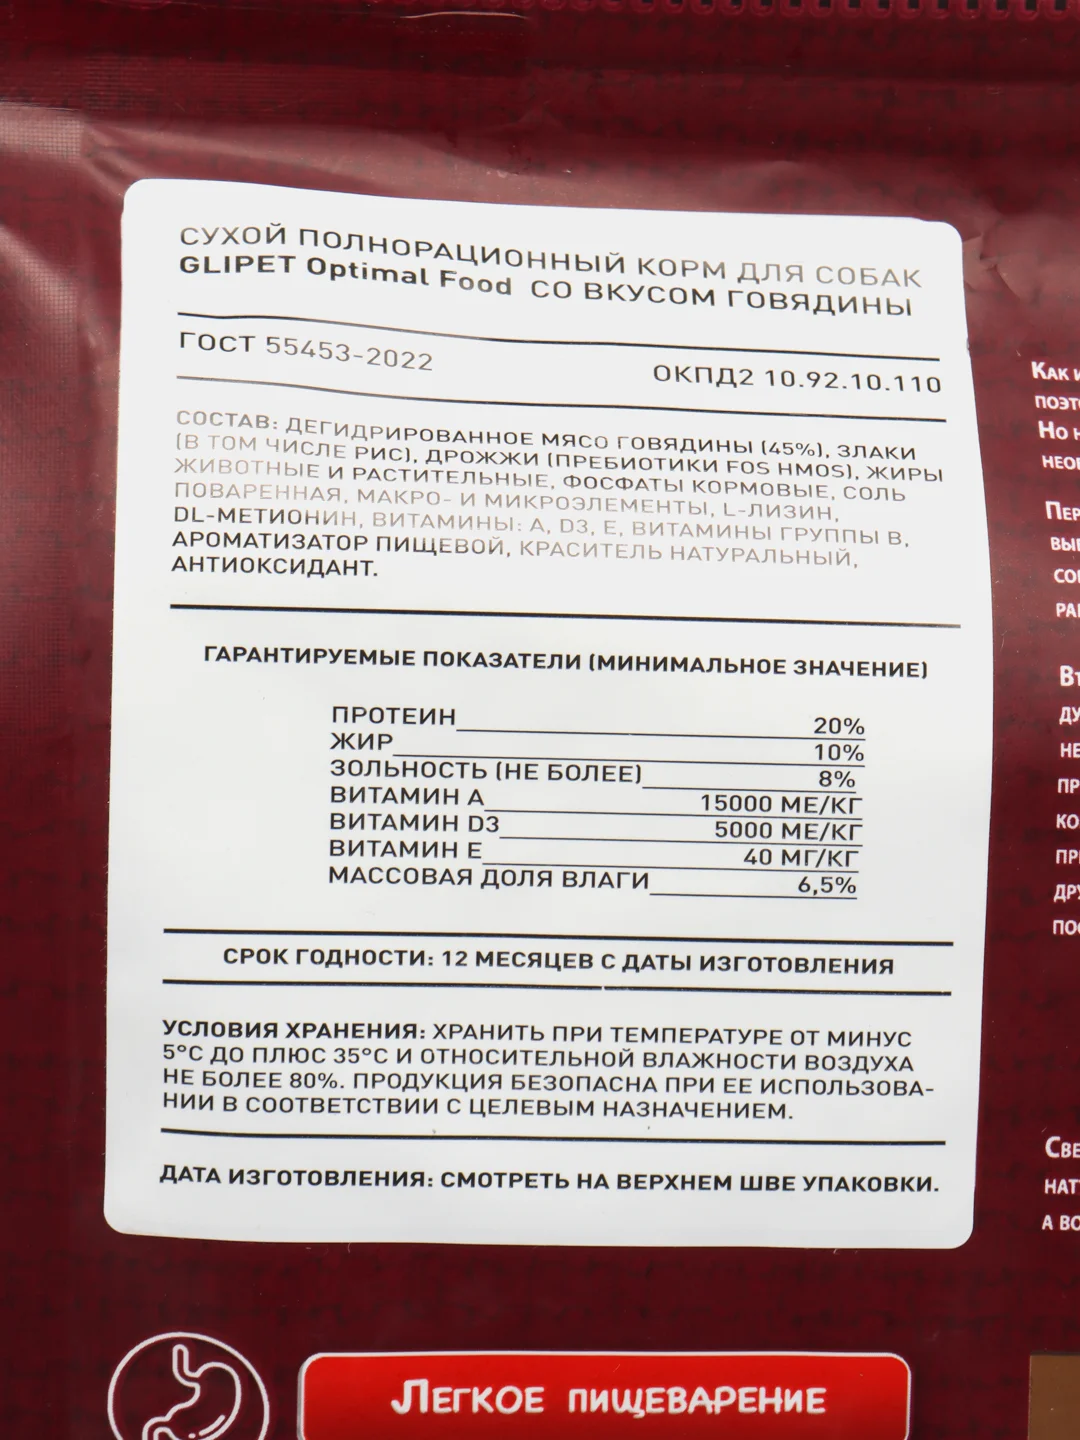 СУХОЙ ПОЛНОРАЦИОННЫЙ КОРМ ДЛЯ СОБАК
GLIPET Optimal Food СО ВКУСОМ ГОВЯДИНЫ
ГОСТ 55453-2022
ОКПД2 10.92.10.110
СОСТАВ: ДЕГИДРИРОВАННОЕ МЯСО ГОВЯДИНЫ (45%), ЗЛАКИ
(В ТОМ ЧИСЛЕ РИС), ДРОЖЖИ (ПРЕБИОТИКИ FOS НМОS), ЖИРЫ
ЖИВОТНЫЕ И РАСТИТЕЛЬНЫЕ, ФОСФАТЫ КОРМОВЫЕ, СОЛЬ
ПОВАРЕННАЯ, МАКРО- И МИКРОЭЛЕМЕНТЫ, L-ЛИЗИН,
DL-МЕТИОНИН, ВИТАМИНЫ: А, D3, Е, ВИТАМИНЫ ГРУППЫ В,
АРОМАТИЗАТОР ПИЩЕВОЙ, КРАСИТЕЛЬ НАТУРАЛЬНЫЙ,
АНТИОКСИДАНТ.
ГАРАНТИРУЕМЫЕ ПОКАЗАТЕЛИ (МИНИМАЛЬНОЕ ЗНАЧЕНИЕ)
ПРОТЕИН 20%
ЖИР 10%
ЗОЛЬНОСТЬ (НЕ БОЛЕЕ) 8%
ВИТАМИН А 15000 МЕ/КГ
ВИТАМИН D3 5000 МЕ/КГ
ВИТАМИН Е 40 МГ/КГ
МАССОВАЯ ДОЛЯ ВЛАГИ 6,5%
СРОК ГОДНОСТИ: 12 МЕСЯЦЕВ С ДАТЫ ИЗГОТОВЛЕНИЯ
УСЛОВИЯ ХРАНЕНИЯ: ХРАНИТЬ ПРИ ТЕМПЕРАТУРЕ ОТ МИНУС
5°С ДО ПЛЮС 35°С И ОТНОСИТЕЛЬНОЙ ВЛАЖНОСТИ ВОЗДУХА
НЕ БОЛЕЕ 80%. ПРОДУКЦИЯ БЕЗОПАСНА ПРИ ЕЕ ИСПОЛЬЗОВА-
НИИ В СООТВЕТСТВИИ С ЦЕЛЕВЫМ НАЗНАЧЕНИЕМ.
ДАТА ИЗГОТОВЛЕНИЯ: СМОТРЕТЬ НА ВЕРХНЕМ ШВЕ УПАКОВКИ.
ЛЕГКОЕ ПИЩЕВАРЕНИЕ